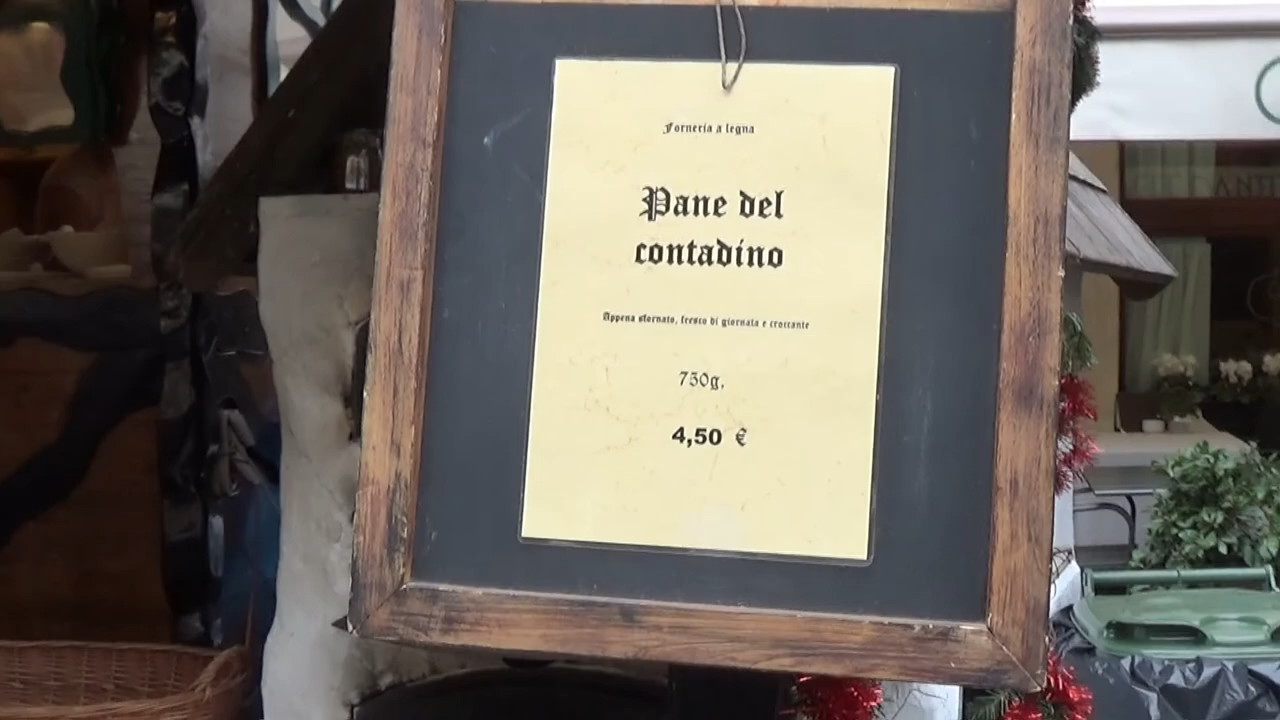 Forneria a legna
Pane del
contadino
Appena sfornato, fresco di giornata e croccante
750g.
4,50 €